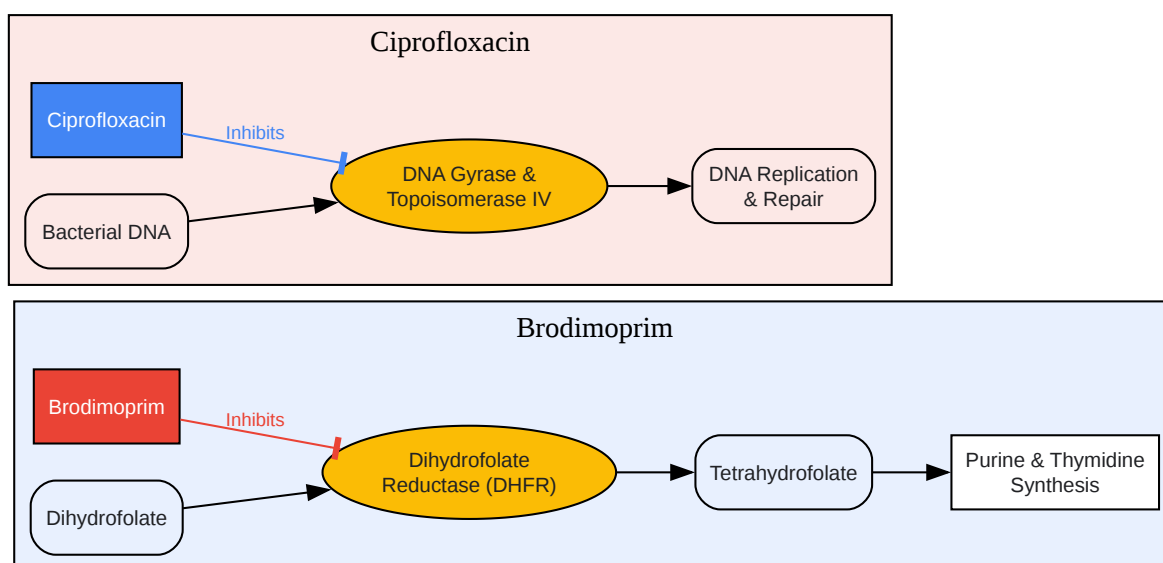 Ciprofloxacin
Ciprofloxacin
Inhibits
DNA Gyrase &
Topoisomerase IV
DNA Replication
& Repair
Bacterial DNA
Brodimoprim
Brodimoprim
Inhibits
Dihydrofolate
Reductase (DHFR)
Tetrahydrofolate
Purine & Thymidine
Synthesis
Dihydrofolate